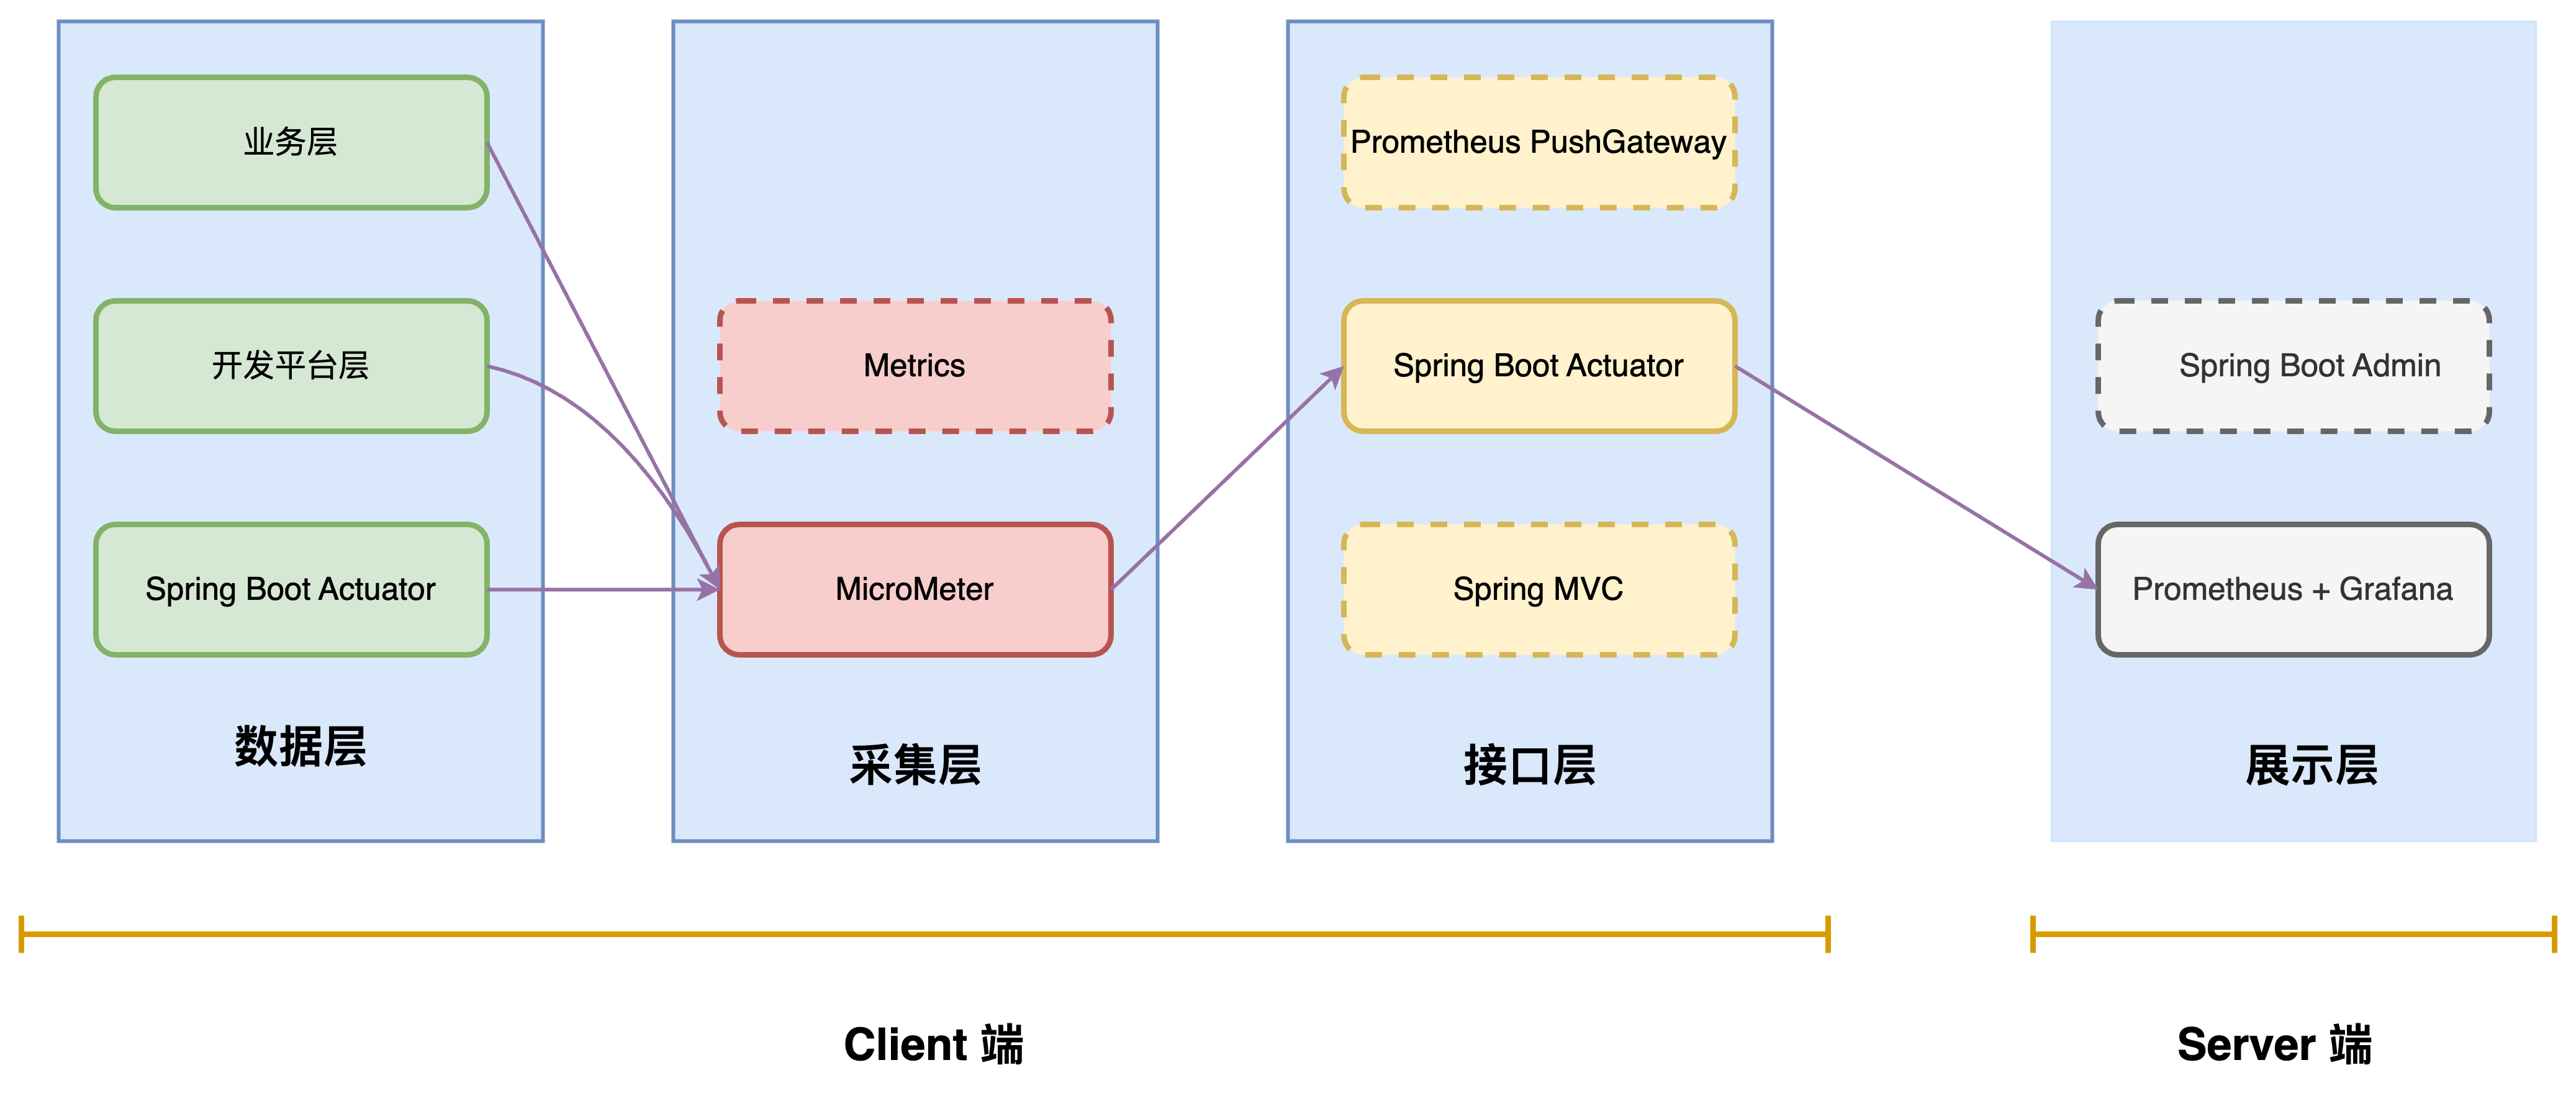 业务层
开发平台层
Spring Boot Actuator
数据层
Metrics
MicroMeter
采集层
Prometheus PushGateway
Spring Boot Actuator
Spring MVC
接口层
Spring Boot Admin
Prometheus + Grafana
展示层
Client 端
Server 端